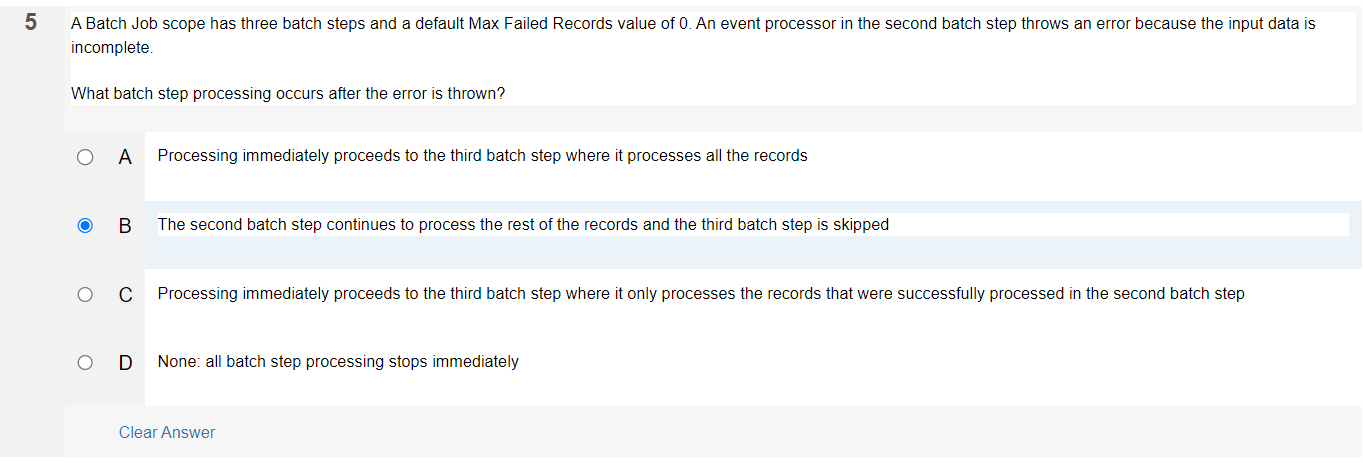 5
A Batch Job scope has three batch steps and a default Max Failed Records value of 0. An event processor in the second batch step throws an error because the input data is
incomplete.
What batch step processing occurs after the error is thrown?
A Processing immediately proceeds to the third batch step where it processes all the records
B The second batch step continues to process the rest of the records and the third batch step is skipped
C Processing immediately proceeds to the third batch step where it only processes the records that were successfully processed in the second batch step
D None: all batch step processing stops immediately
Clear Answer